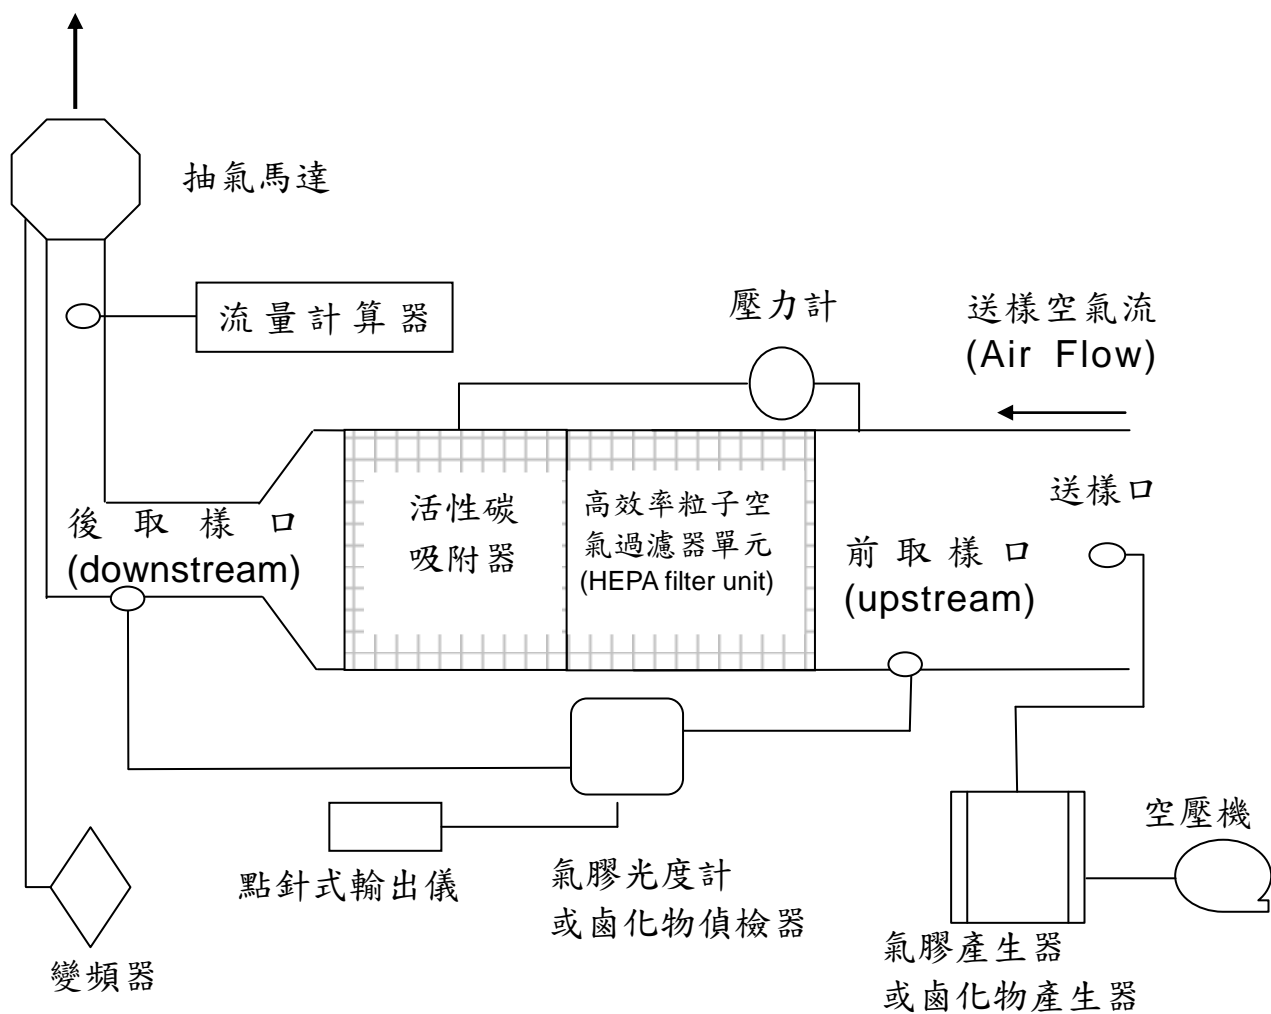 抽氣馬達
流量計算器
壓力計
送樣空氣流
(Air Flow)
送樣口
後取樣口
(downstream)
活性碳
吸附器
高效率粒子空
氣過濾器單元
(HEPA filter unit)
前取樣口
(upstream)
點針式輸出儀
氣膠光度計
或鹵化物偵檢器
空壓機
變頻器
氣膠產生器
或鹵化物產生器